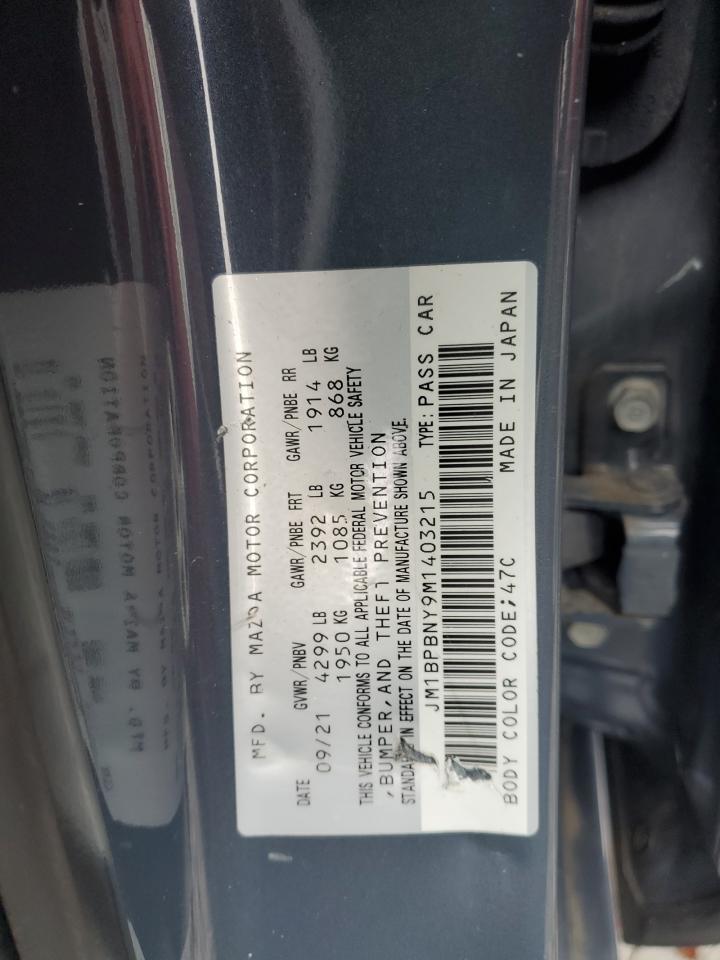 MFD. BY MAZDA MOTOR CORPORATION
DATE GVWR/PNBV GAWR/PNBE FRT GAWR/PNBE RR
09/21 4299 LB 2392 LB 1914 LB
1950 KG 1085 KG 868 KG
THIS VEHICLE CONFORMS TO ALL APPLICABLE FEDERAL MOTOR VEHICLE SAFETY
,BUMPER,AND THEFT PREVENTION
STANDARD IN EFFECT ON THE DATE OF MANUFACTURE SHOWN ABOVE.
JM1BPBNY9M1403215 TYPE: PASS CAR
BODY COLOR CODE;47C MADE IN JAPAN